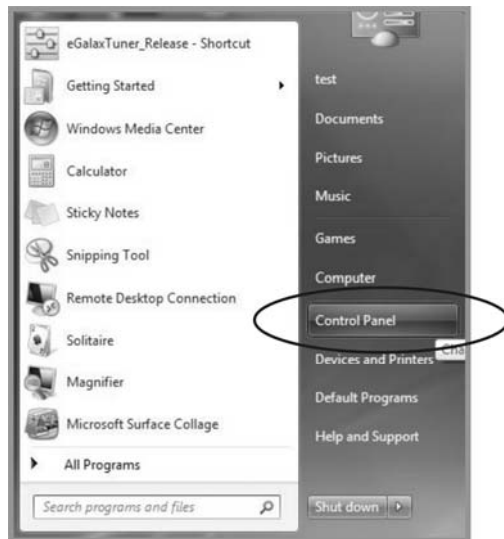 eGalaxTuner_Release - Shortcut
Getting Started
Windows Media Center
Calculator
Sticky Notes
Snipping Tool
Remote Desktop Connection
Solitaire
Magnifier
Microsoft Surface Collage
All Programs
Search programs and files
test
Documents
Pictures
Music
Games
Computer
Control Panel
Cha
Devices and Printers
Default Programs
Help and Support
Shut down